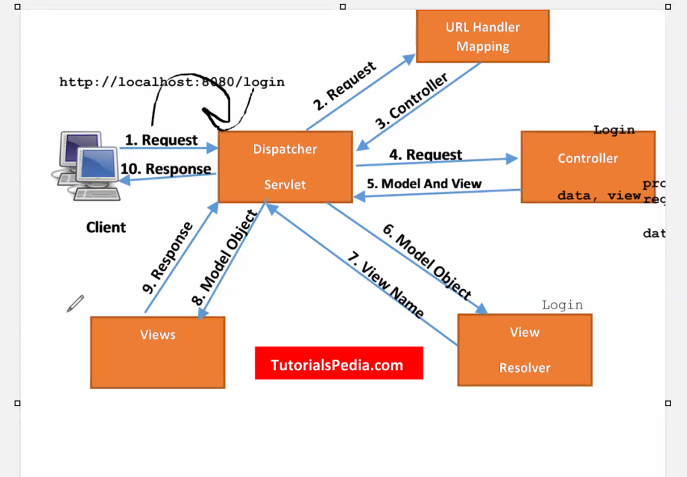 URL Handler
Mapping
http://localhost:8080/login
2. Request
3. Controller
1. Request
10. Response
Dispatcher
Servlet
4. Request
5. Model And View
Login
Controller
data, view
pro
req
dat
Client
9. Response
8. Model Object
6. Model Object
7. View Name
Views
TutorialsPedia.com
Login
View
Resolver